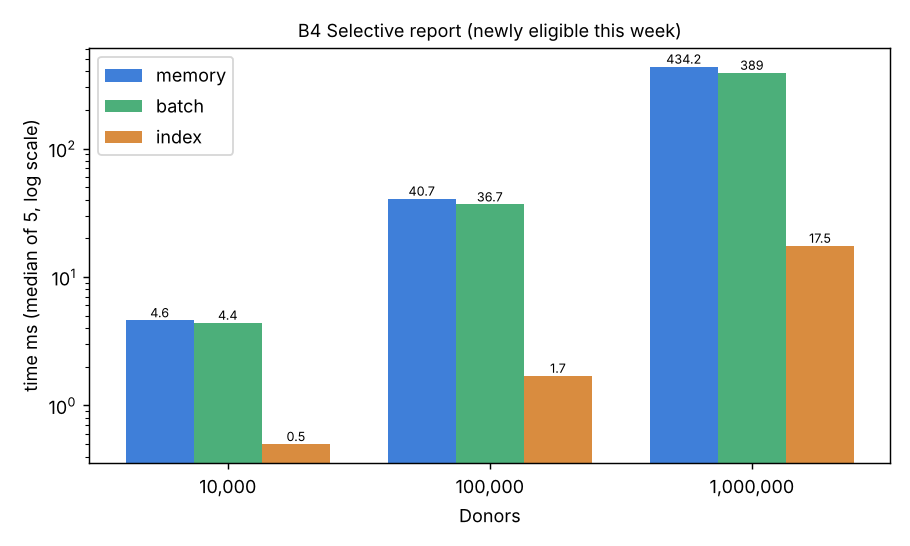 B4 Selective report (newly eligible this week)
time ms (median of 5, log scale)
10²
10¹
10⁰
memory
batch
index
4.6
4.4
0.5
40.7
36.7
1.7
434.2
389
17.5
10,000
100,000
1,000,000
Donors